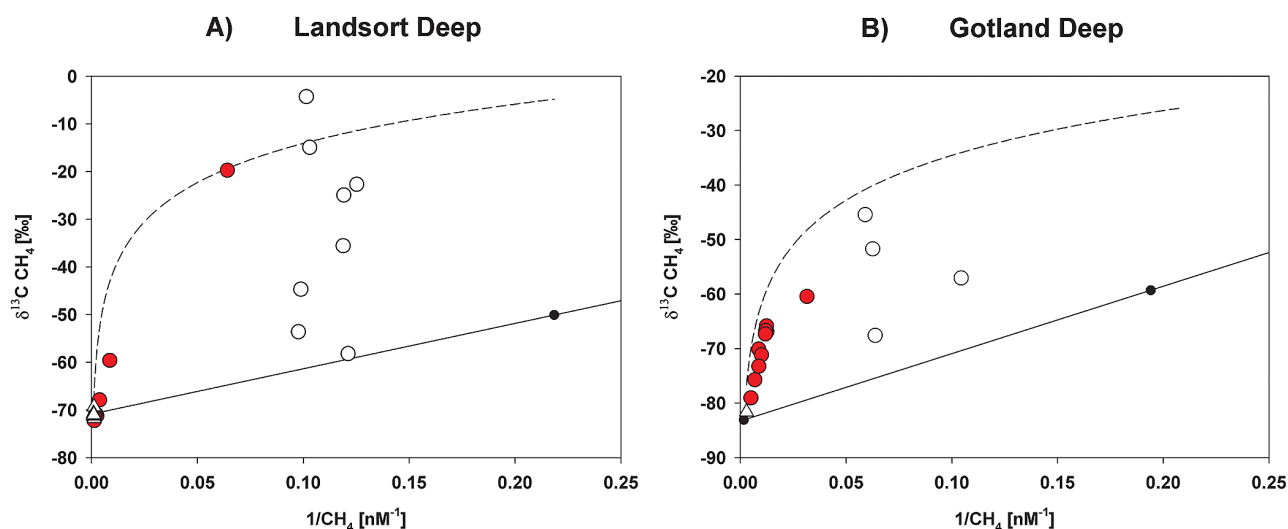 A) Landsort Deep
B) Gotland Deep
δ¹³C CH₄ [‰]
0
-10
-20
-30
-40
-50
-60
-70
-80
0.00 0.05 0.10 0.15 0.20 0.25
1/CH₄ [nM⁻¹]
δ¹³C CH₄ [‰]
-20
-30
-40
-50
-60
-70
-80
-90
0.00 0.05 0.10 0.15 0.20 0.25
1/CH₄ [nM⁻¹]